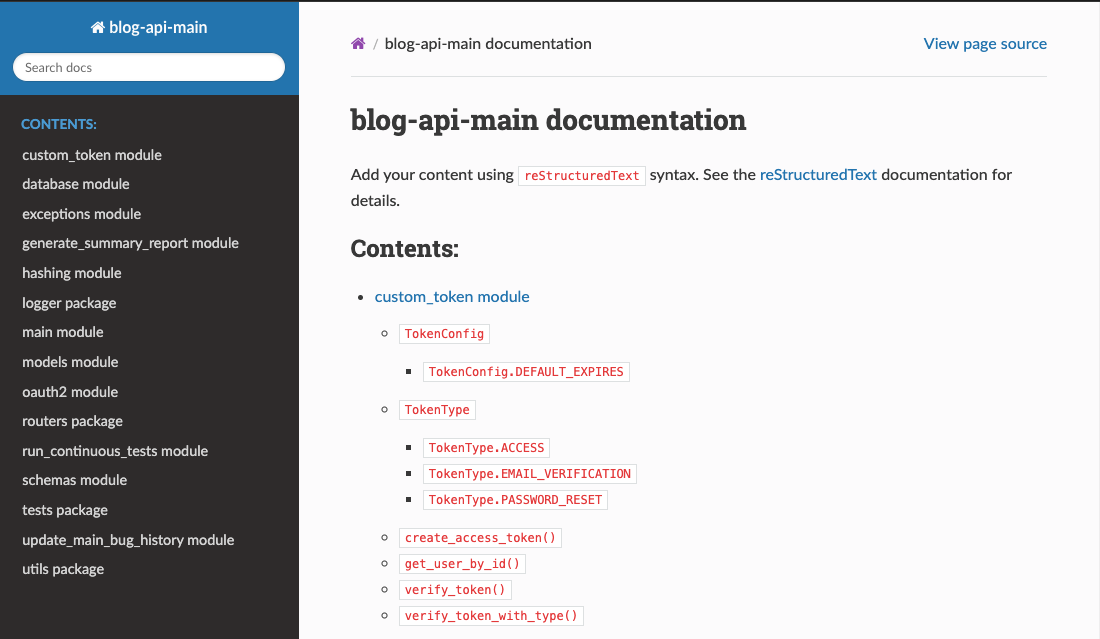 blog-api-main
Search docs
CONTENTS:
custom_token module
database module
exceptions module
generate_summary_report module
hashing module
logger package
main module
models module
oauth2 module
routers package
run_continuous_tests module
schemas module
tests package
update_main_bug_history module
utils package
/ blog-api-main documentation
View page source
blog-api-main documentation
Add your content using reStructuredText syntax. See the reStructuredText documentation for
details.
Contents:
custom_token module
TokenConfig
TokenConfig.DEFAULT_EXPIRES
TokenType
TokenType.ACCESS
TokenType.EMAIL_VERIFICATION
TokenType.PASSWORD_RESET
create_access_token()
get_user_by_id()
verify_token()
verify_token_with_type()